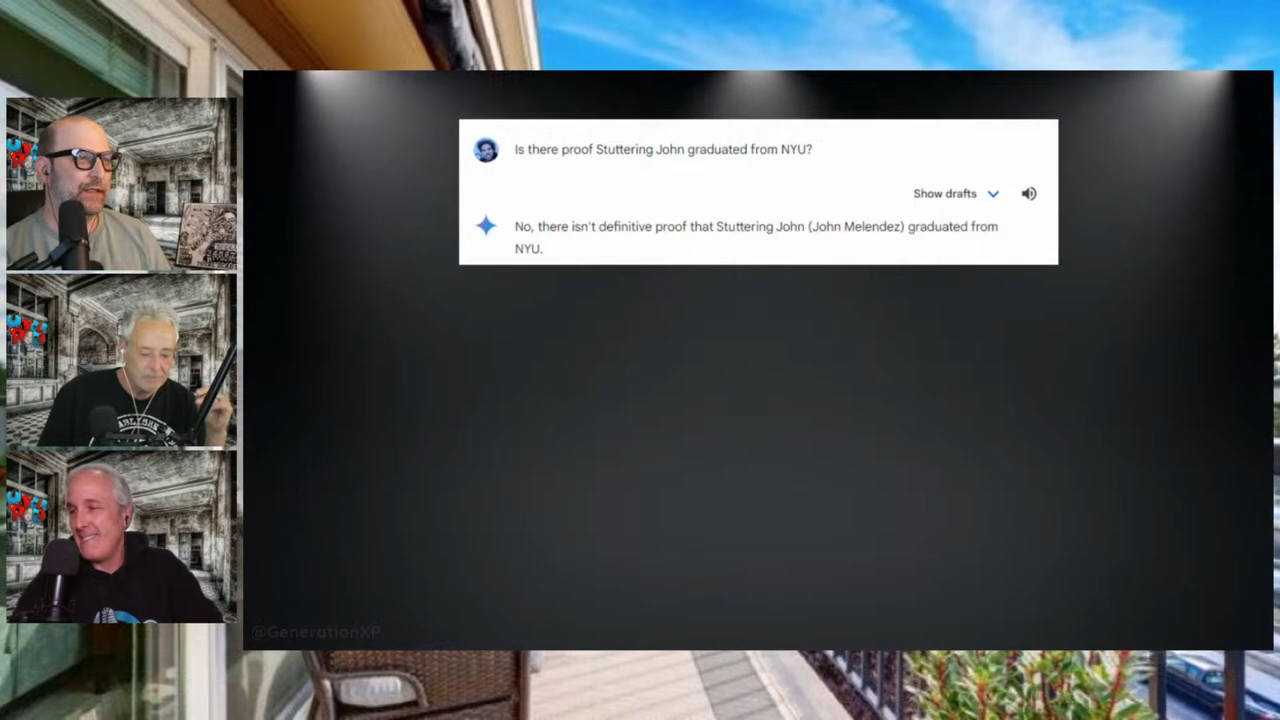 Is there proof Stuttering John graduated from NYU?
Show drafts
No, there isn't definitive proof that Stuttering John (John Melendez) graduated from
NYU.
@GenerationXP